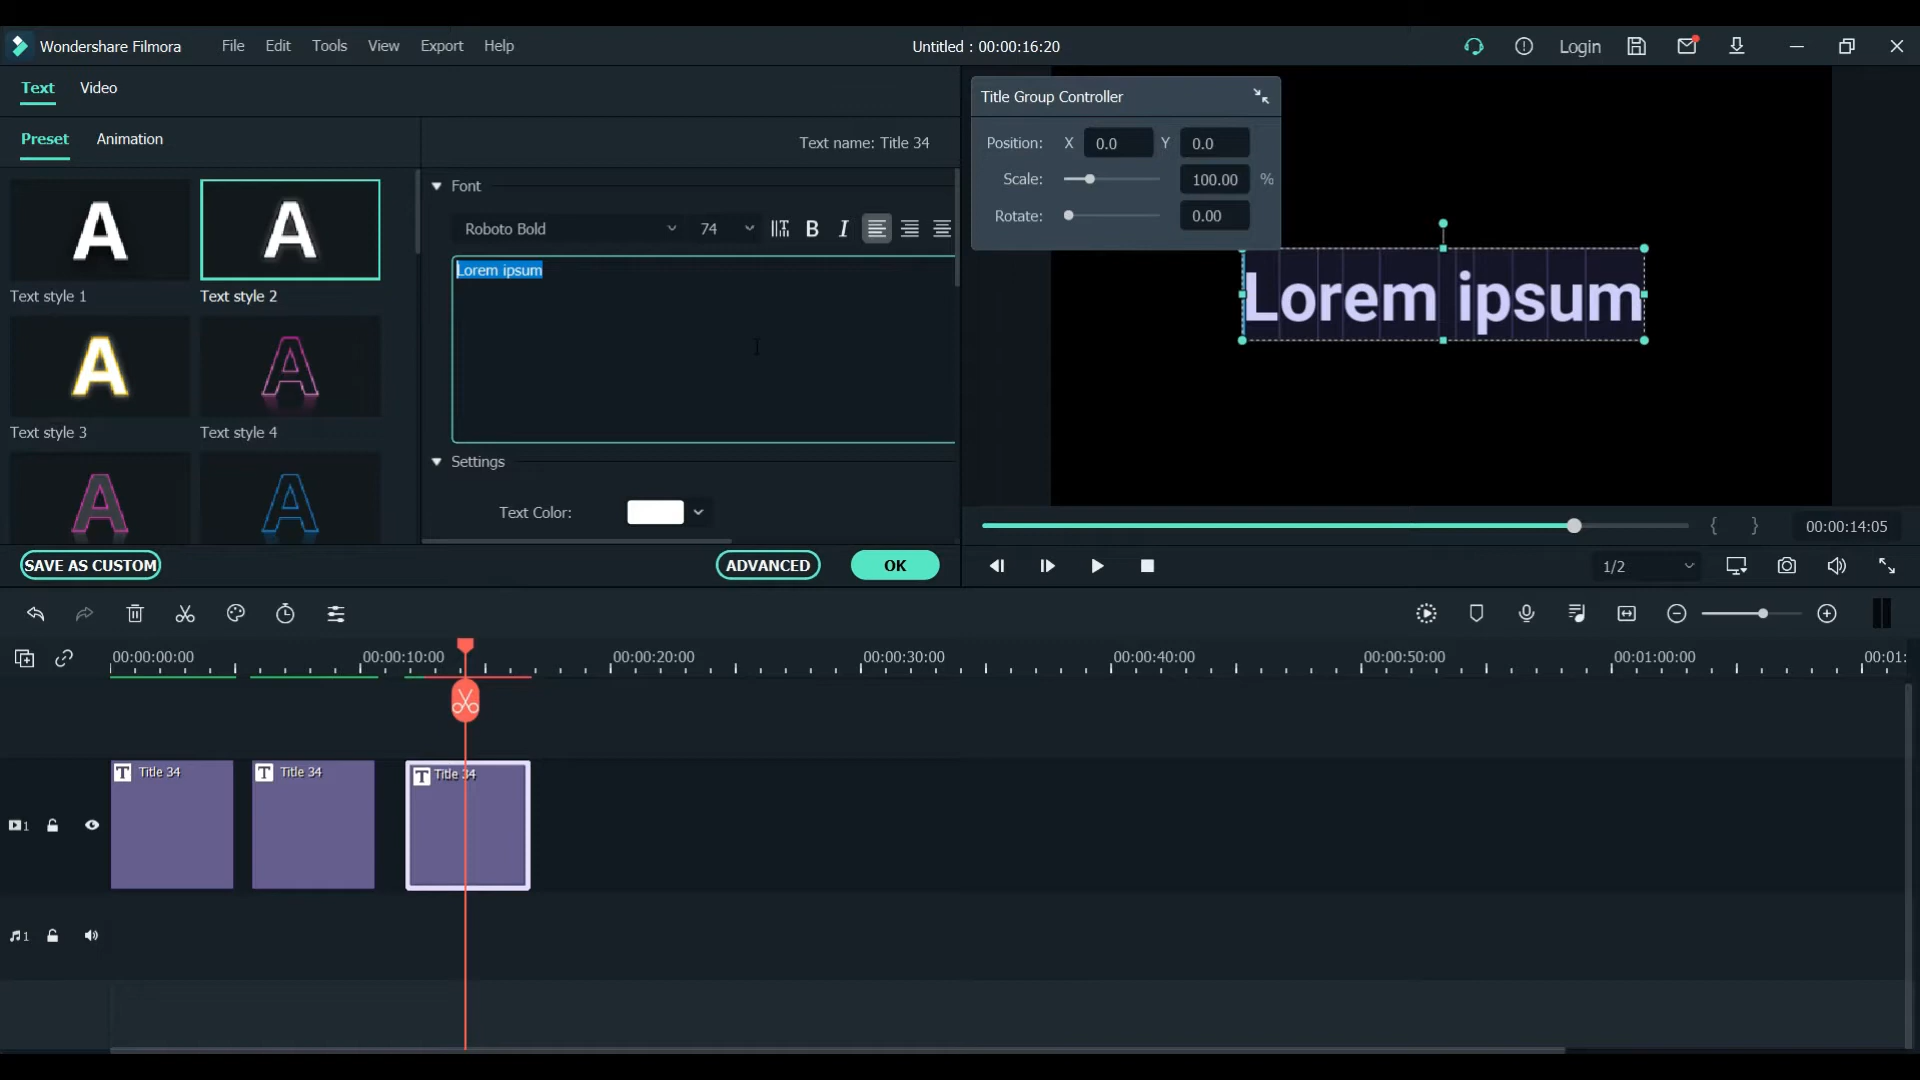 Wondershare Filmora File Edit Tools View Export Help Untitled : 00:00:16:20 Login
Text Video
Preset Animation
Text name: Title 34
A A
Text style 1 Text style 2
A A
Text style 3 Text style 4
A A
Font
Roboto Bold 74 B I
Lorem ipsum
Settings
Text Color:
SAVE AS CUSTOM ADVANCED OK
Title Group Controller
Position: X 0.0 Y 0.0
Scale: 100.00 %
Rotate: 0.00
Lorem ipsum
{ } 00:00:14:05
1/2
00:00:00:00 00:00:10:00 00:00:20:00 00:00:30:00 00:00:40:00 00:00:50:00 00:01:00:00 00:01:
T Title 34 T Title 34 T Title 34
1
1